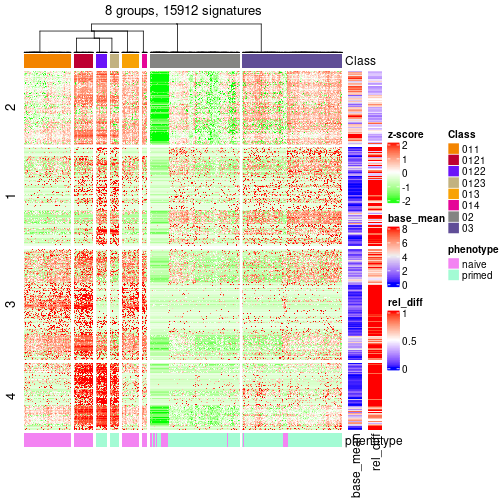 8 groups, 15912 signatures
Class
2
1
3
4
phenotype
base_mean
rel_diff
z-score
2
1
0
-1
-2
base_mean
8
6
4
2
0
rel_diff
1
0.5
0
Class
011
0121
0122
0123
013
014
02
03
phenotype
naive
primed